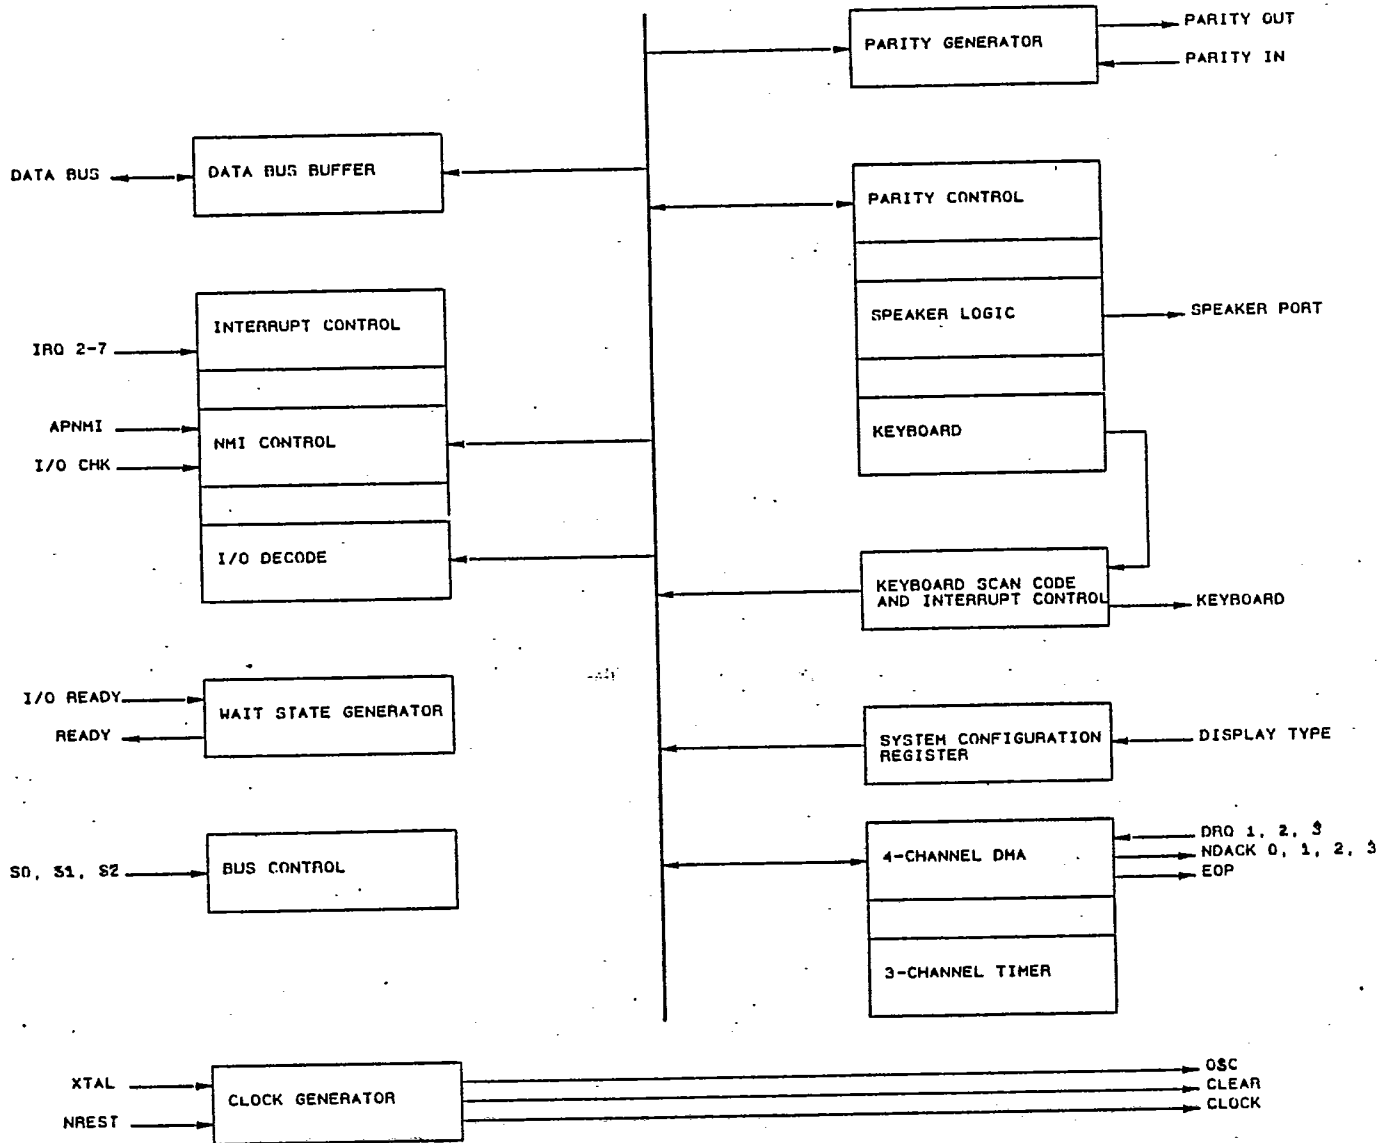 PARITY OUT
PARITY GENERATOR
PARITY IN
DATA BUS
DATA BUS BUFFER
PARITY CONTROL
INTERRUPT CONTROL
SPEAKER LOGIC
SPEAKER PORT
IRQ 2-7
APNMI
NMI CONTROL
KEYBOARD
I/O CHK
I/O DECODE
KEYBOARD SCAN CODE
AND INTERRUPT CONTROL
KEYBOARD
I/O READY
WAIT STATE GENERATOR
READY
SYSTEM CONFIGURATION
REGISTER
DISPLAY TYPE
DRQ 1, 2, 3
4-CHANNEL DMA
NDACK 0, 1, 2, 3
EOP
S0, S1, S2
BUS CONTROL
3-CHANNEL TIMER
XTAL
CLOCK GENERATOR
NREST
OSC
CLEAR
CLOCK